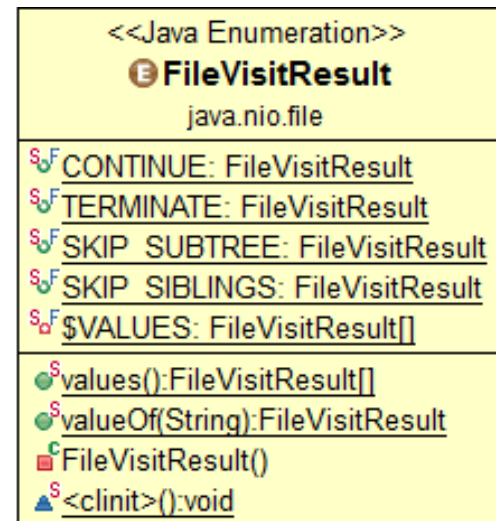 <<Java Enumeration>>
E FileVisitResult
java.nio.file
S F CONTINUE: FileVisitResult
S F TERMINATE: FileVisitResult
S F SKIP_SUBTREE: FileVisitResult
S F SKIP_SIBLINGS: FileVisitResult
S F $VALUES: FileVisitResult[]
S values():FileVisitResult[]
S valueOf(String):FileVisitResult
C FileVisitResult()
S <clinit>():void